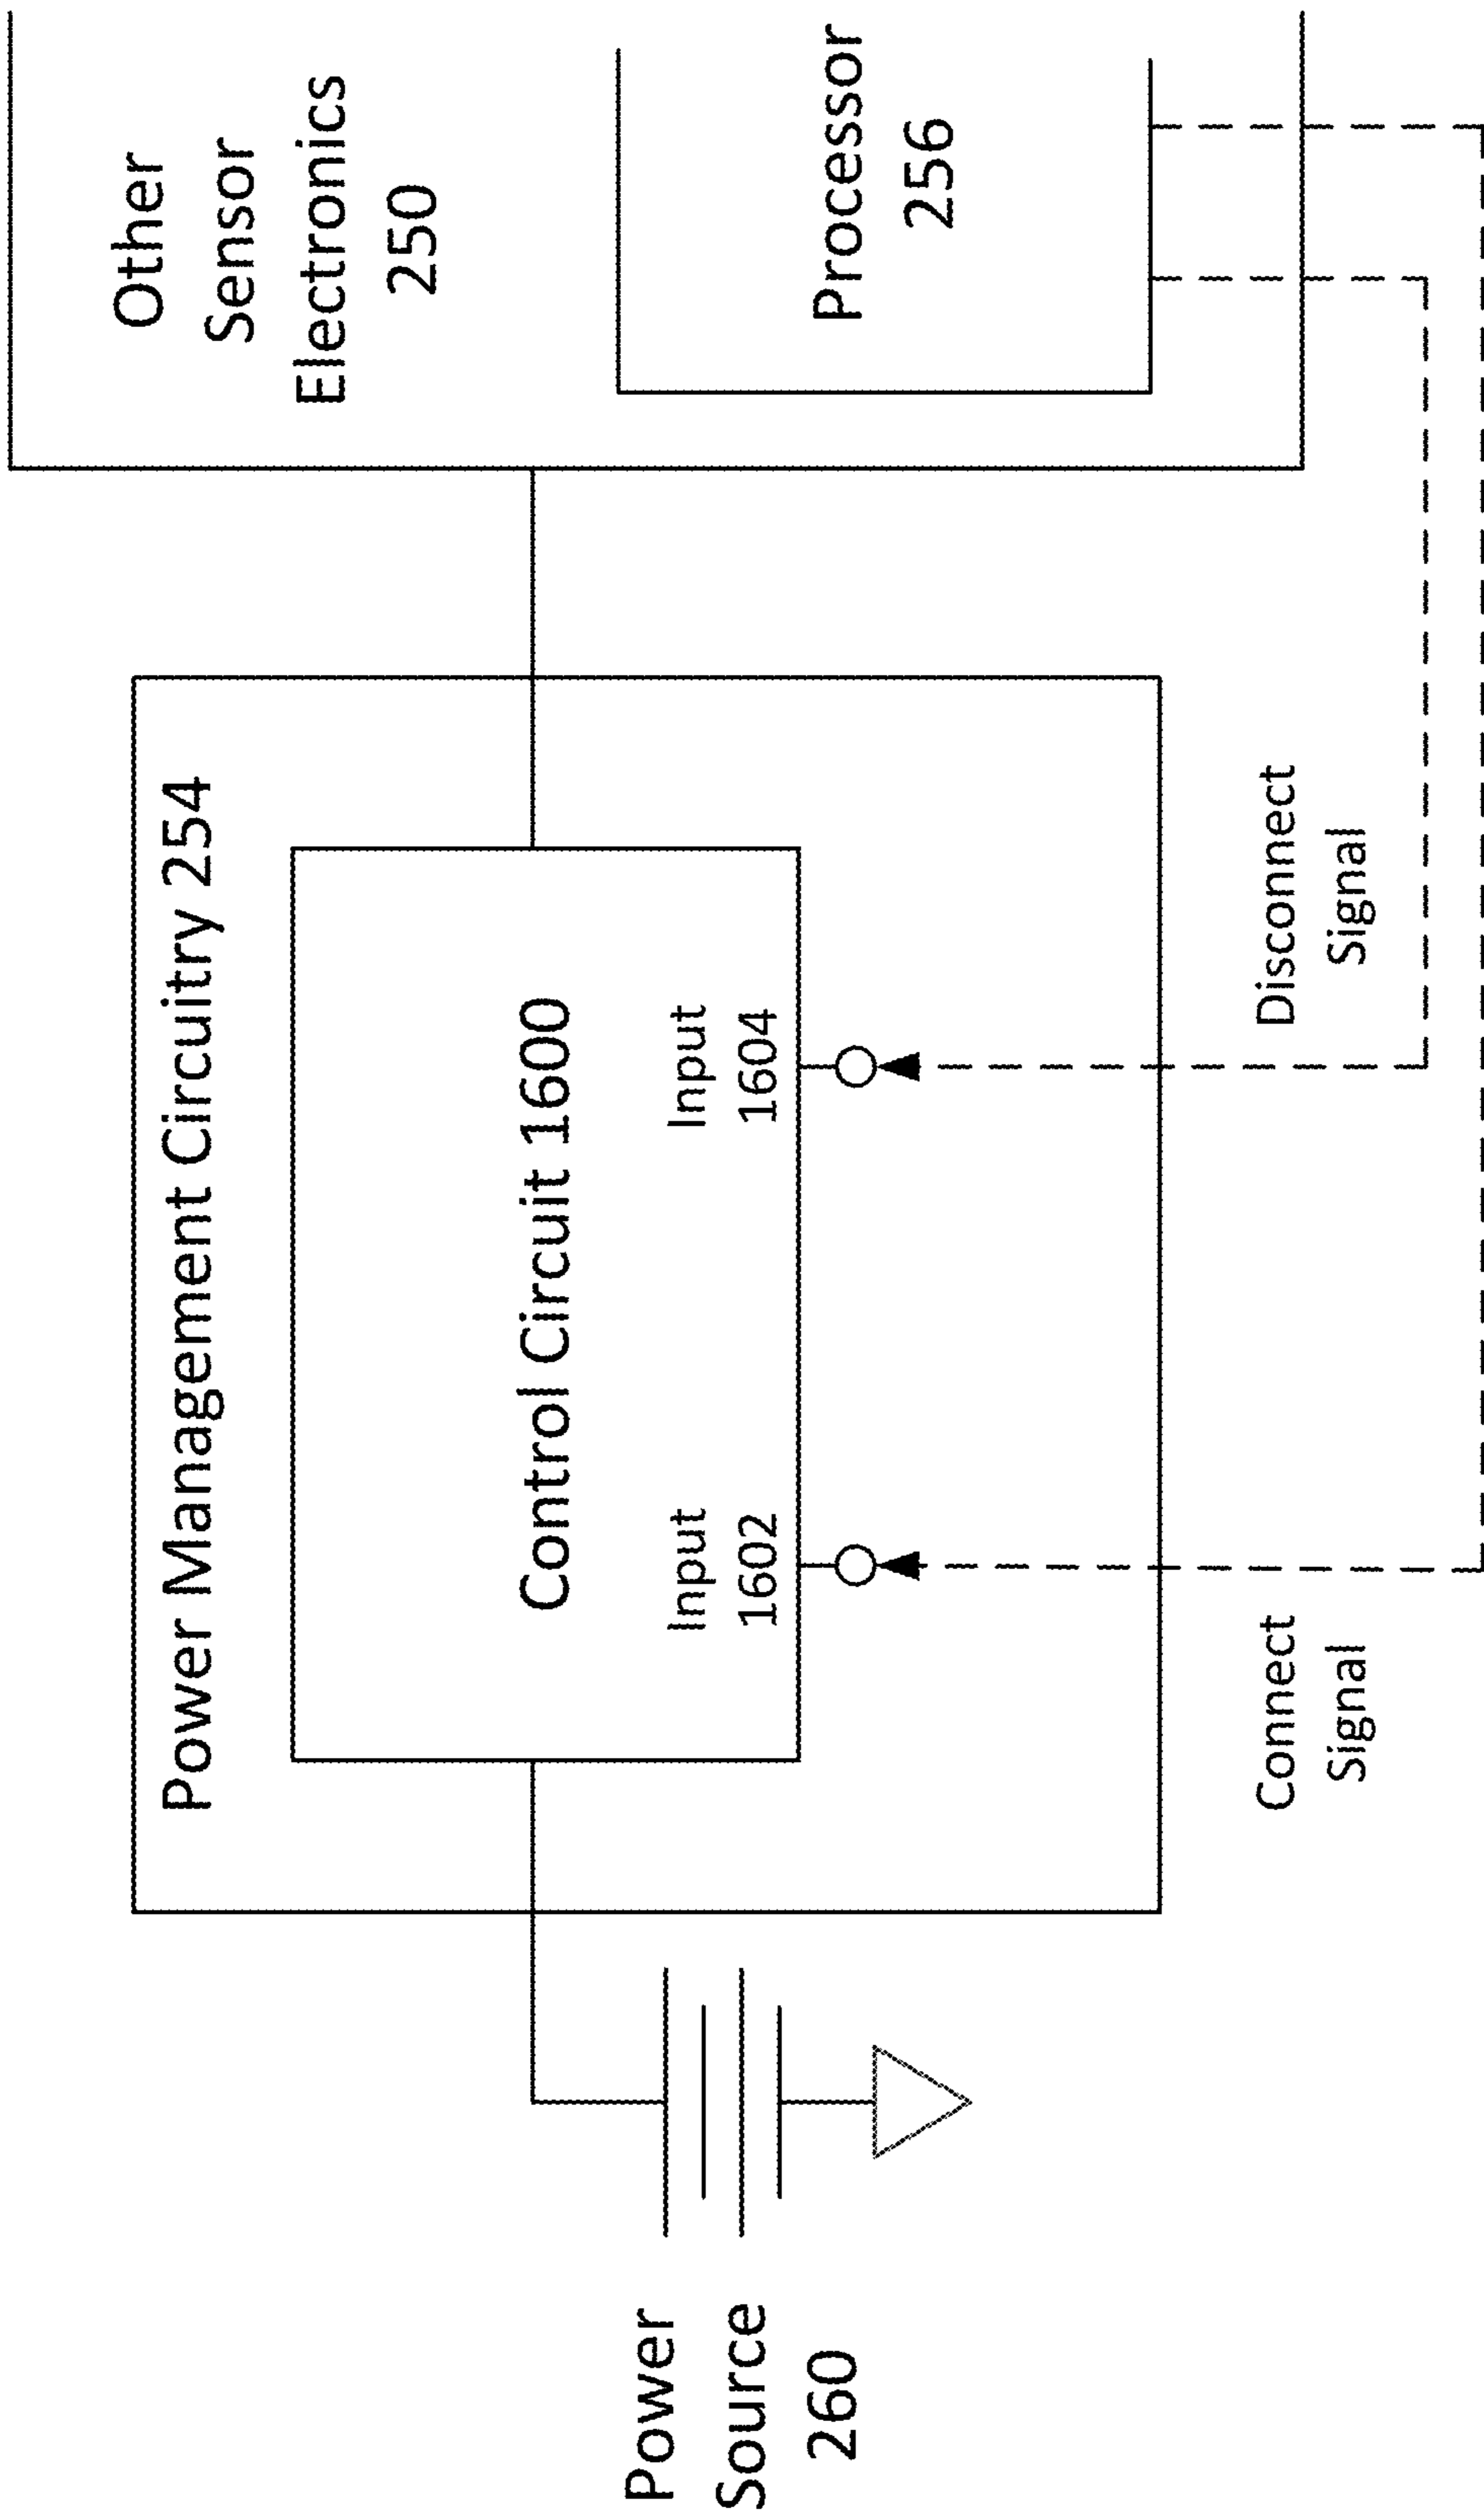 Power
Source
260
Power Management Circuitry 254
Control Circuit 1600
Input
1602
Input
1604
Connect
Signal
Disconnect
Signal
Other
Sensor
Electronics
250
Processor
256